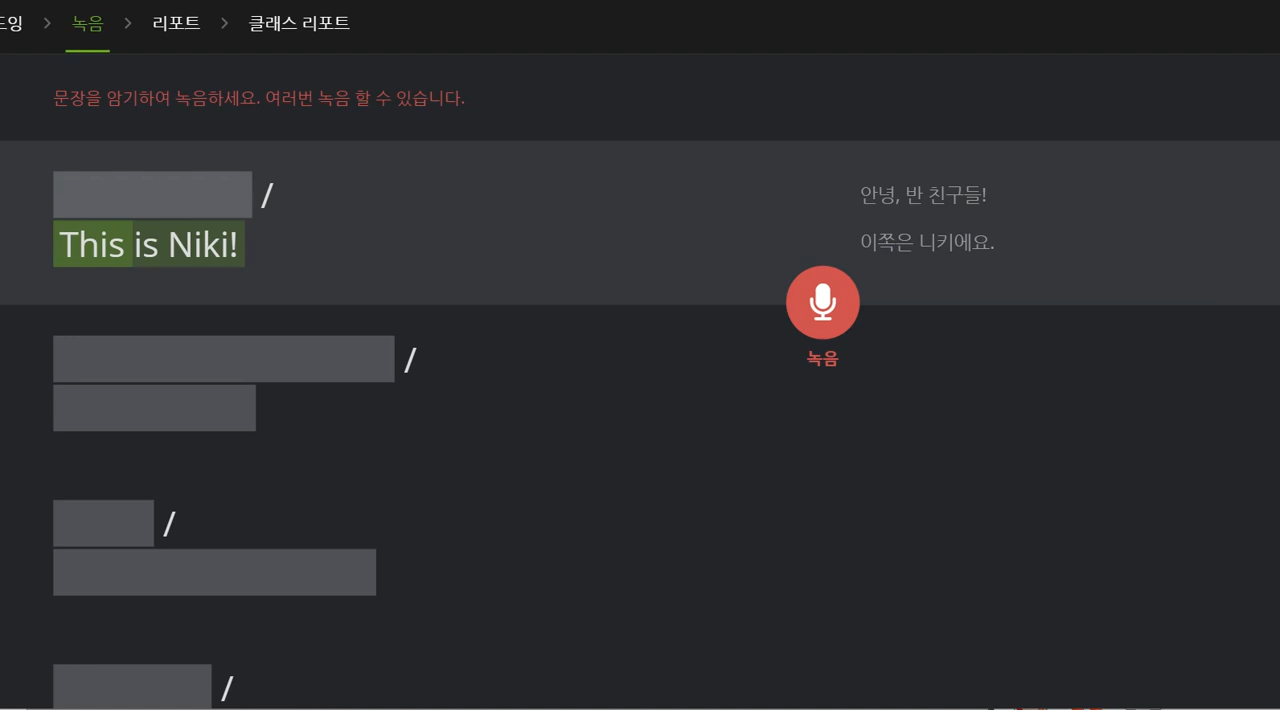 녹음 리포트 클래스 리포트
문장을 암기하여 녹음하세요. 여러번 녹음 할 수 있습니다.
/
This is Niki!
안녕, 반 친구들!
이쪽은 니키에요.
녹음
/
/
/